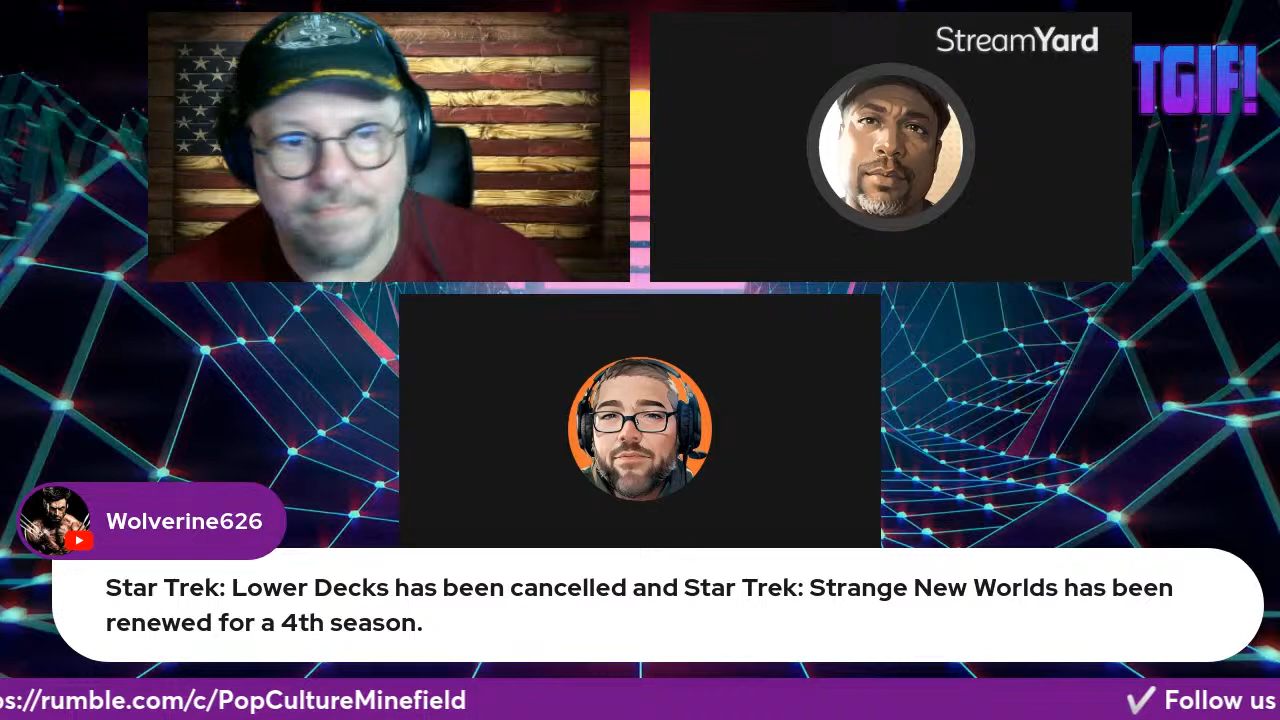 StreamYard
TGIF!
Wolverine626
Star Trek: Lower Decks has been cancelled and Star Trek: Strange New Worlds has been
renewed for a 4th season.
ps://rumble.com/c/PopCultureMinefield
✔ Follow us